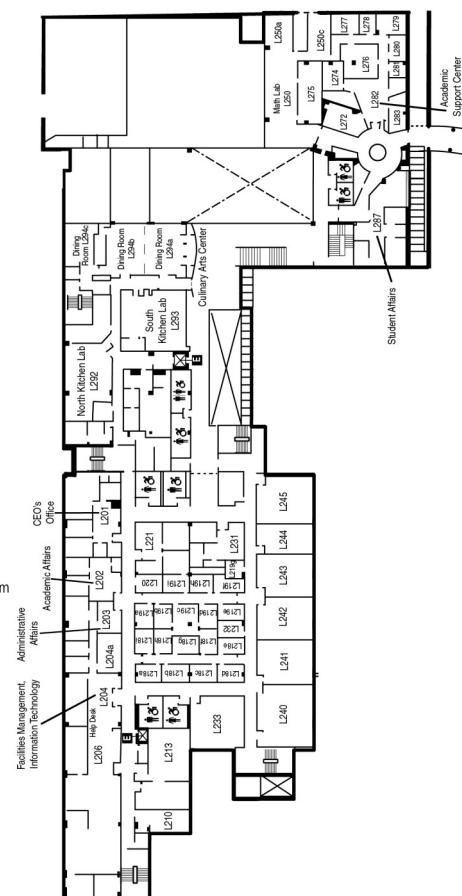 L250a
L250c
L277
L278
L279
L280
L281
L276
L274
L275
Math Lab
L250
L282
L283
L272
Academic
Support Center
L287
Student Affairs
Dining
Room L294c
Dining Room
L294b
Dining Room
L294a
Culinary Arts Center
South
Kitchen Lab
L293
North Kitchen Lab
L292
E
CEO's
Office
L201
Academic Affairs
L202
Administrative
Affairs
L203
L204a
Facilities Management,
Information Technology
L204
Help Desk
L206
E
L221
L231
L220
L219i
L219h
L219g
L219f
L219a
L219b
L219c
L219d
L219e
L232
L218i
L218h
L218g
L218f
L218e
L218a
L218b
L218c
L218d
L233
L213
L210
L245
L244
L243
L242
L241
L240
m